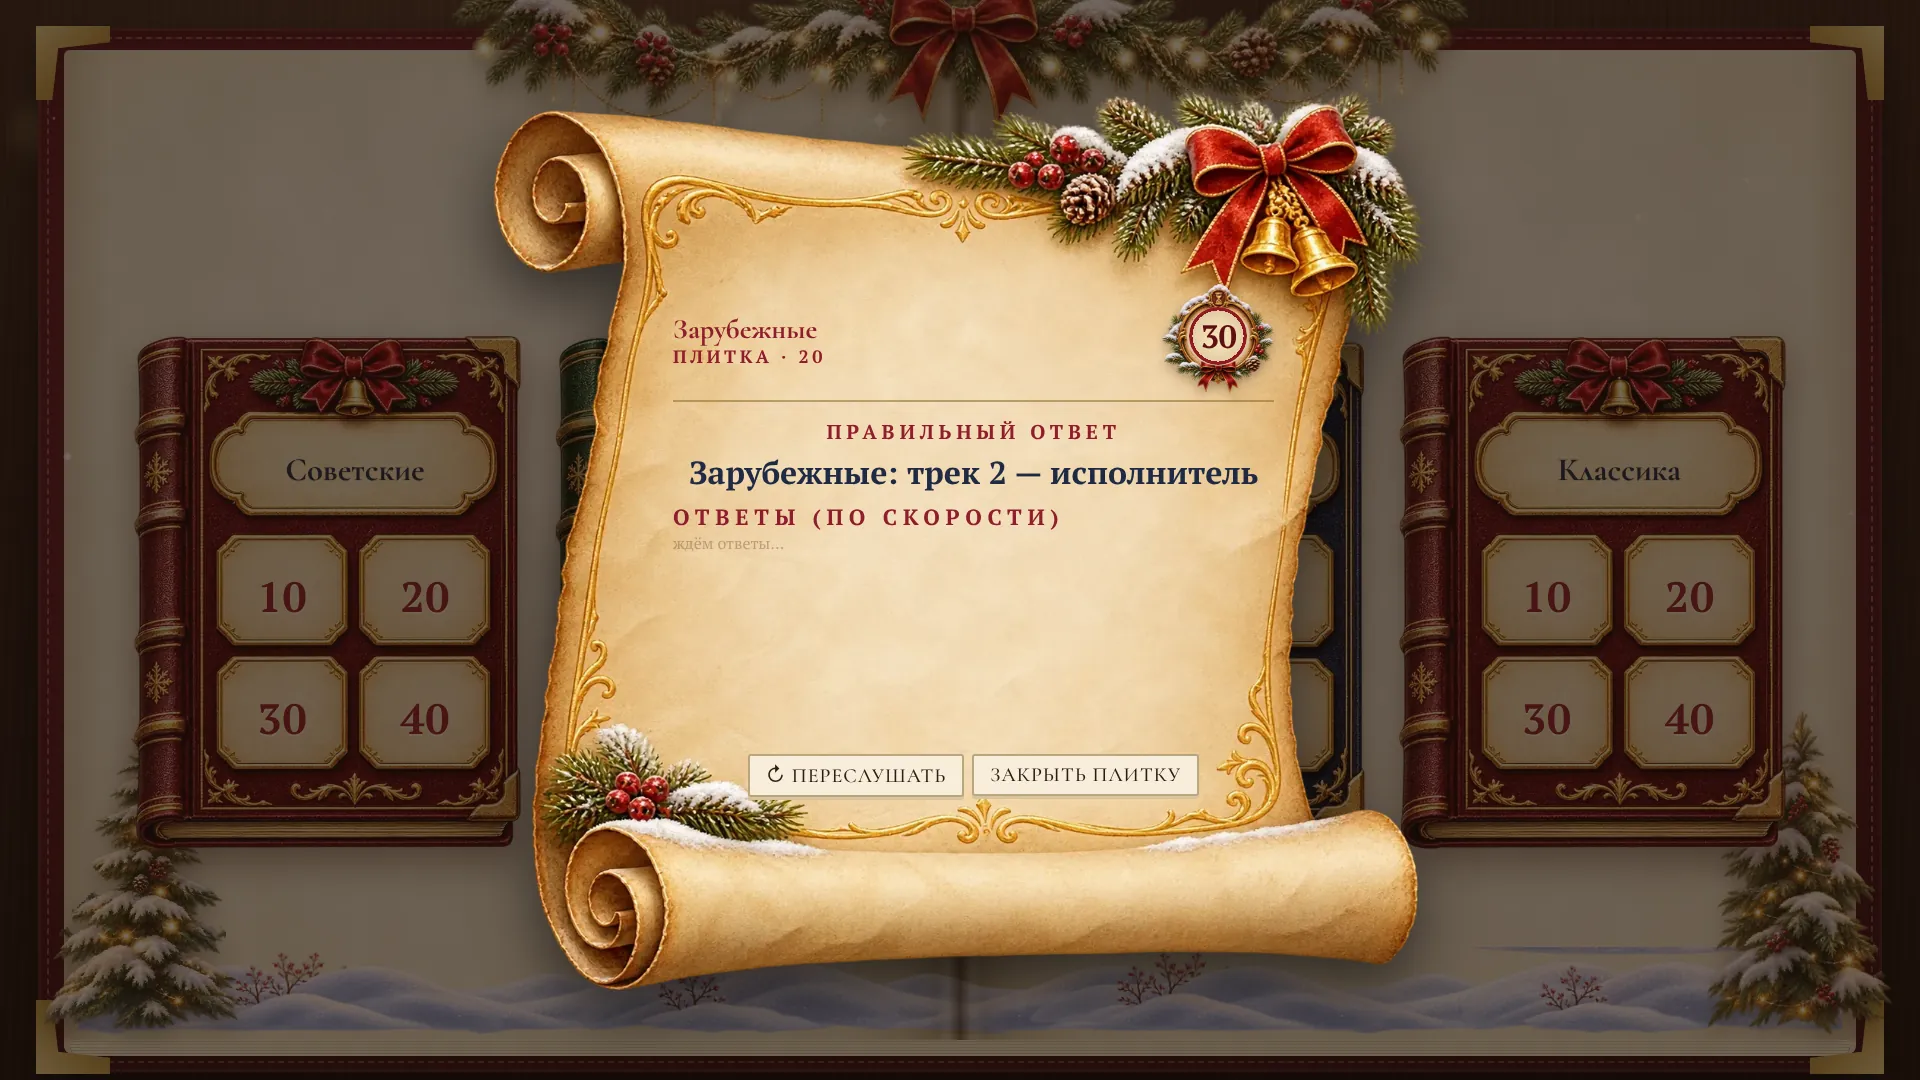 Зарубежные
ПЛИТКА · 20
30
ПРАВИЛЬНЫЙ ОТВЕТ
Зарубежные: трек 2 — исполнитель
ОТВЕТЫ (ПО СКОРОСТИ)
ждём ответы...
↻ ПЕРЕСЛУШАТЬ
ЗАКРЫТЬ ПЛИТКУ
Советские
10 20
30 40
Классика
10 20
30 40